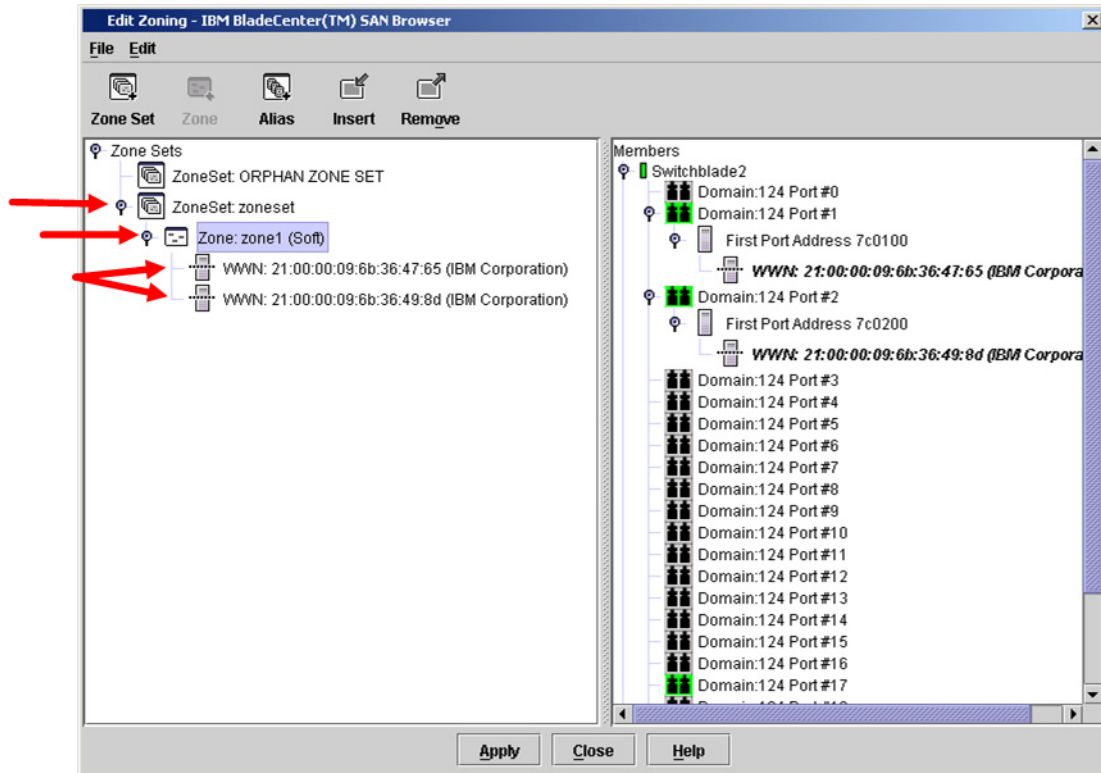 Edit Zoning - IBM BladeCenter(TM) SAN Browser
File Edit
Zone Set Zone Alias Insert Remove
Zone Sets
ZoneSet: ORPHAN ZONE SET
ZoneSet: zoneset
Zone: zone1 (Soft)
WWN: 21:00:00:09:6b:36:47:65 (IBM Corporation)
WWN: 21:00:00:09:6b:36:49:8d (IBM Corporation)
Members
Switchblade2
Domain:124 Port #0
Domain:124 Port #1
First Port Address 7c0100
WWN: 21:00:00:09:6b:36:47:65 (IBM Corpora
Domain:124 Port #2
First Port Address 7c0200
WWN: 21:00:00:09:6b:36:49:8d (IBM Corpora
Domain:124 Port #3
Domain:124 Port #4
Domain:124 Port #5
Domain:124 Port #6
Domain:124 Port #7
Domain:124 Port #8
Domain:124 Port #9
Domain:124 Port #10
Domain:124 Port #11
Domain:124 Port #12
Domain:124 Port #13
Domain:124 Port #14
Domain:124 Port #15
Domain:124 Port #16
Domain:124 Port #17
Apply Close Help